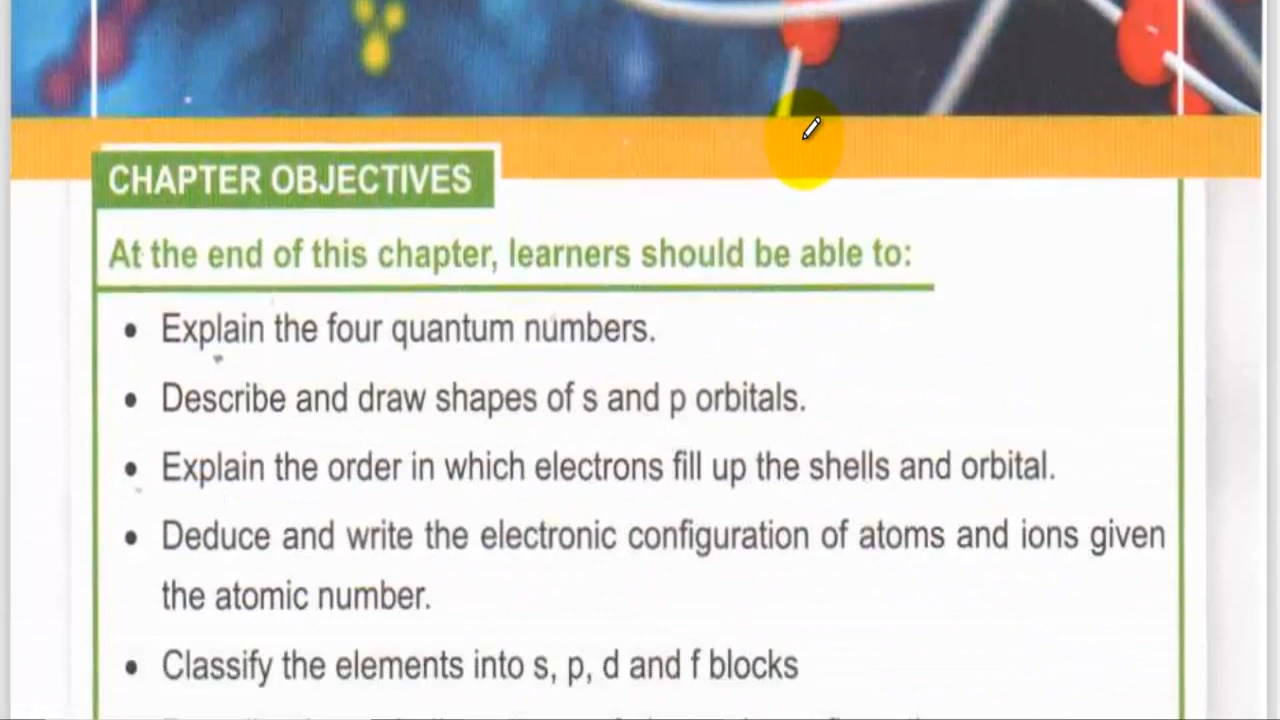 CHAPTER OBJECTIVES
At the end of this chapter, learners should be able to:
• Explain the four quantum numbers.
• Describe and draw shapes of s and p orbitals.
• Explain the order in which electrons fill up the shells and orbital.
• Deduce and write the electronic configuration of atoms and ions given
the atomic number.
• Classify the elements into s, p, d and f blocks